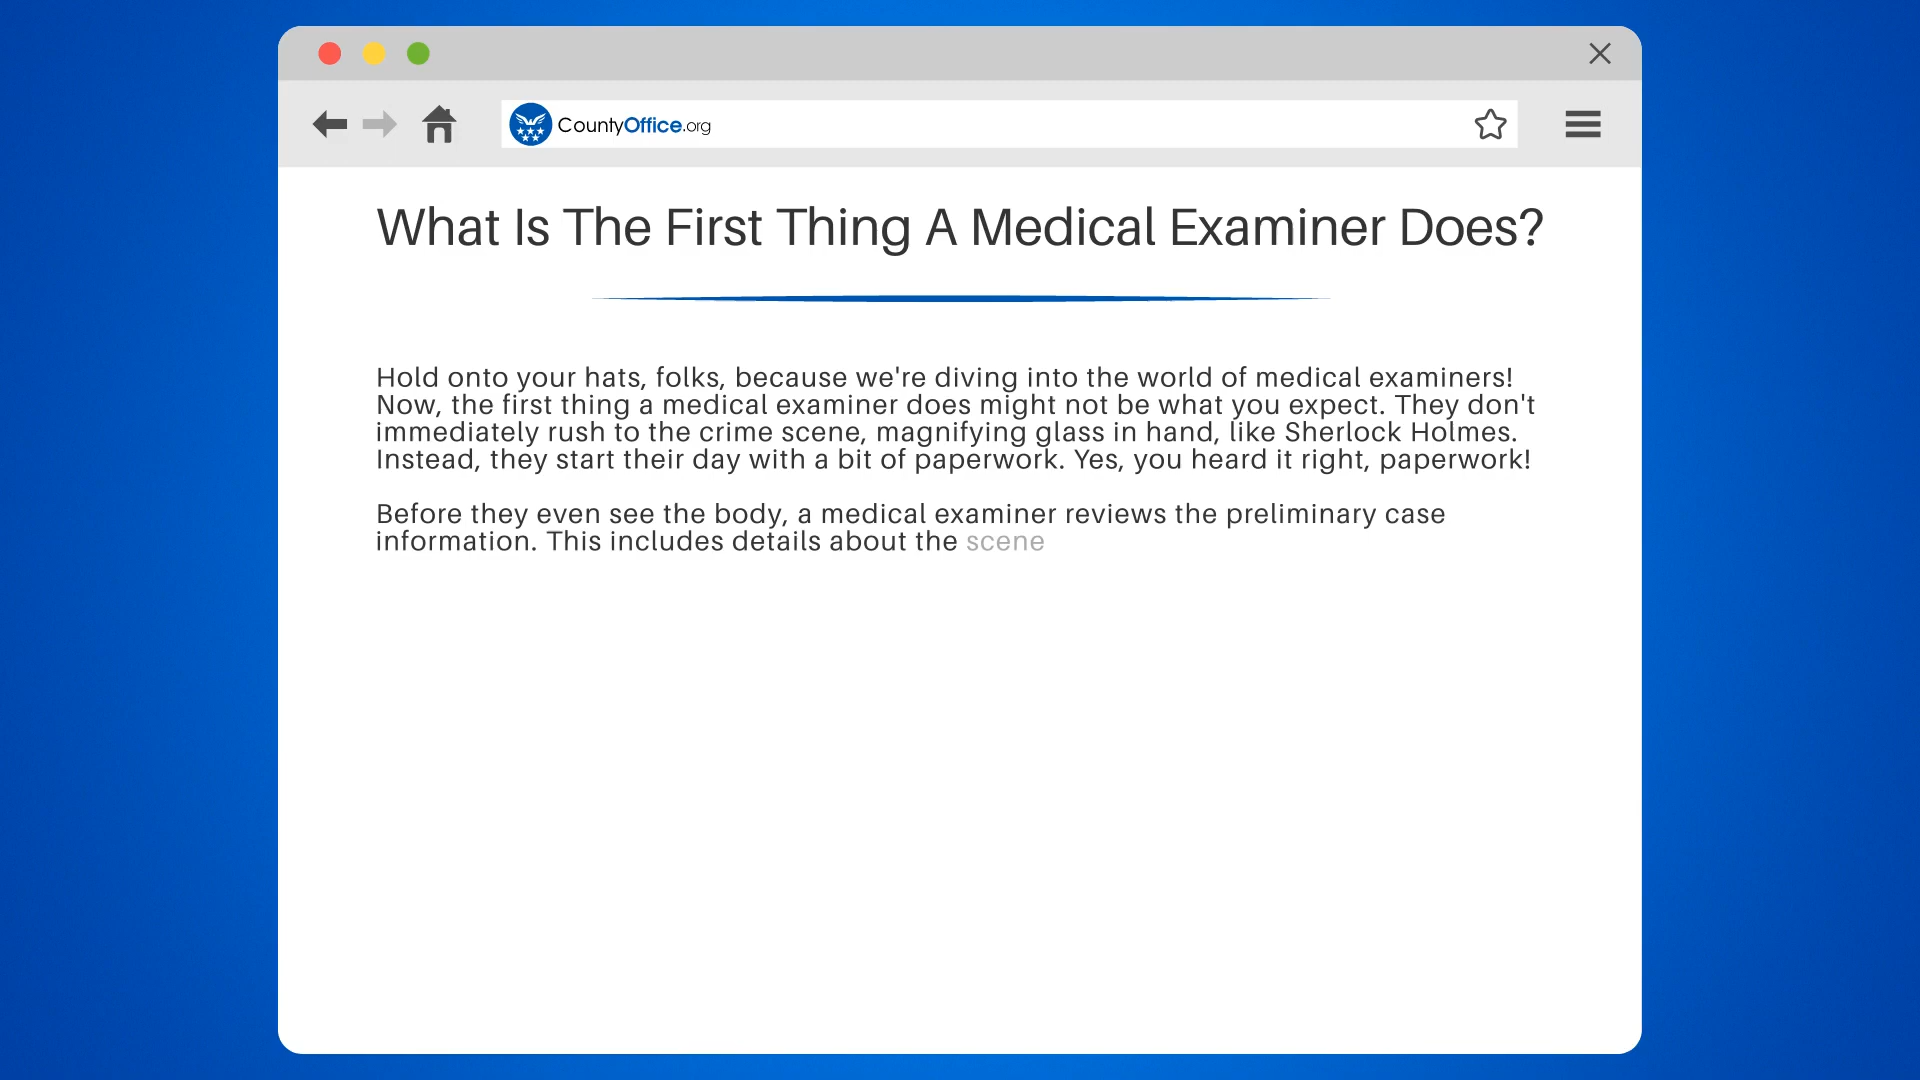 CountyOffice.org
What Is The First Thing A Medical Examiner Does?
Hold onto your hats, folks, because we're diving into the world of medical examiners!
Now, the first thing a medical examiner does might not be what you expect. They don't
immediately rush to the crime scene, magnifying glass in hand, like Sherlock Holmes.
Instead, they start their day with a bit of paperwork. Yes, you heard it right, paperwork!
Before they even see the body, a medical examiner reviews the preliminary case
information. This includes details about the scene